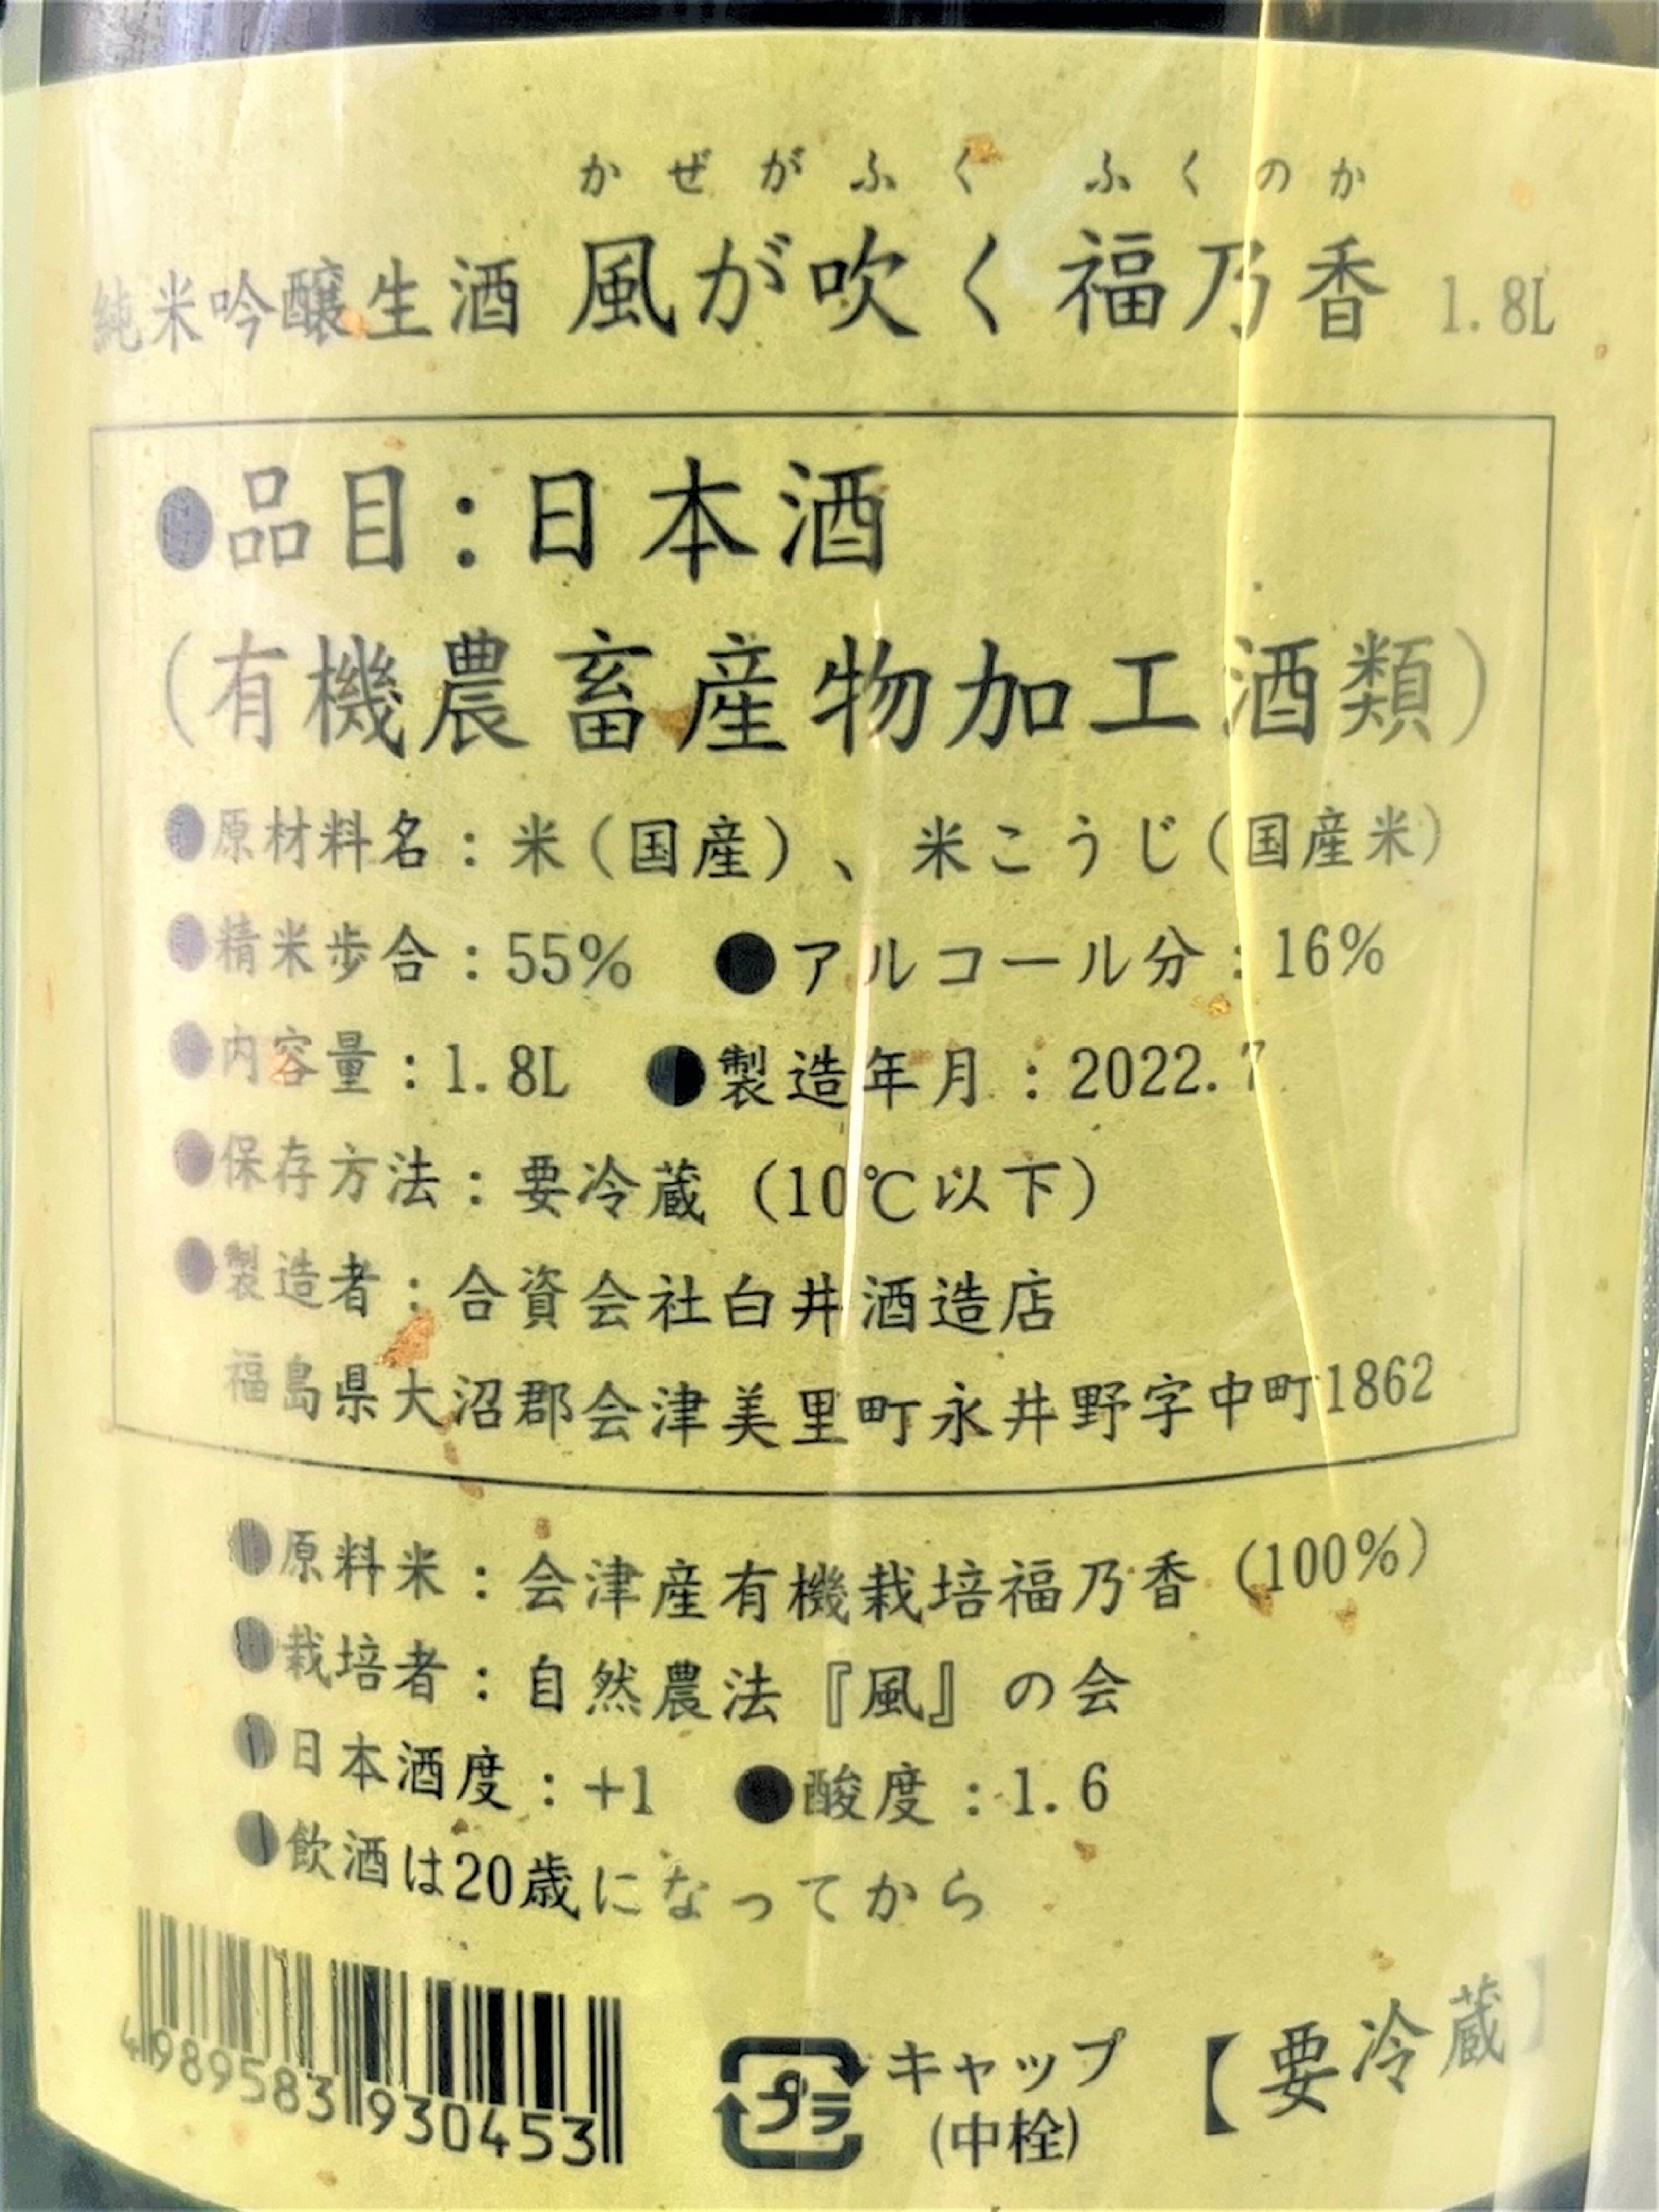 かぜがふく ふくのか
純米吟醸生酒 風が吹く福乃香 1.8L
●品目:日本酒
(有機農畜産物加工酒類)
●原材料名:米(国産)、米こうじ(国産米)
●精米歩合:55% ●アルコール分:16%
●内容量:1.8L ●製造年月:2022.7
●保存方法:要冷蔵(10℃以下)
●製造者:合資会社白井酒造店
福島県大沼郡会津美里町永井野字中町1862
●原料米:会津産有機栽培福乃香(100%)
●栽培者:自然農法『風』の会
●日本酒度:+1 ●酸度:1.6
●飲酒は20歳になってから
4989583930453
プラ
キャップ
(中栓)
【要冷蔵】